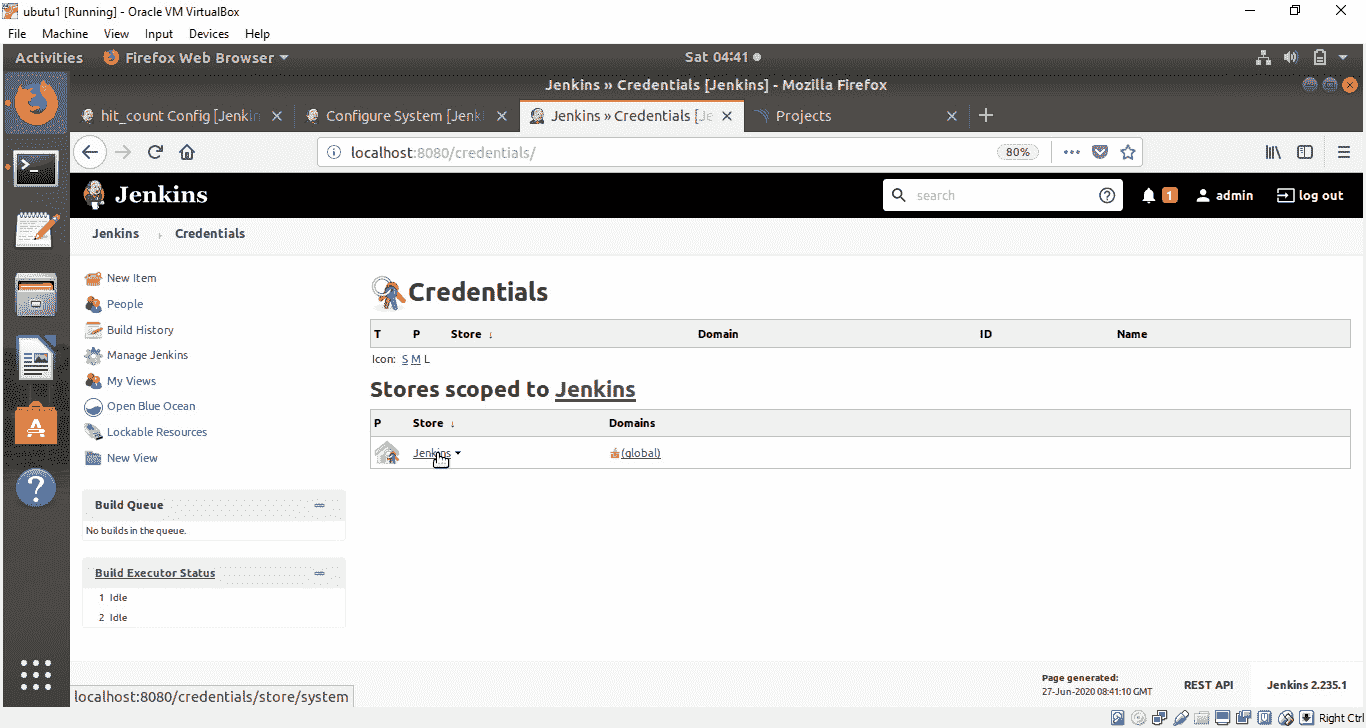 ubutu1 [Running] - Oracle VM VirtualBox
File Machine View Input Devices Help
Activities Firefox Web Browser Sat 04:41
Jenkins » Credentials [Jenkins] - Mozilla Firefox
hit_count Config [Jenkin Configure System [Jenk Jenkins » Credentials [Je Projects
localhost:8080/credentials/ 80%
Jenkins search 1 admin log out
Jenkins Credentials
New Item
People
Build History
Manage Jenkins
My Views
Open Blue Ocean
Lockable Resources
New View
Build Queue
No builds in the queue.
Build Executor Status
1 Idle
2 Idle
Credentials
T P Store ↓ Domain ID Name
Icon: S M L
Stores scoped to Jenkins
P Store ↓ Domains
Jenkins (global)
Page generated:
27-Jun-2020 08:41:10 GMT
REST API Jenkins 2.235.1
localhost:8080/credentials/store/system
Right Ctrl